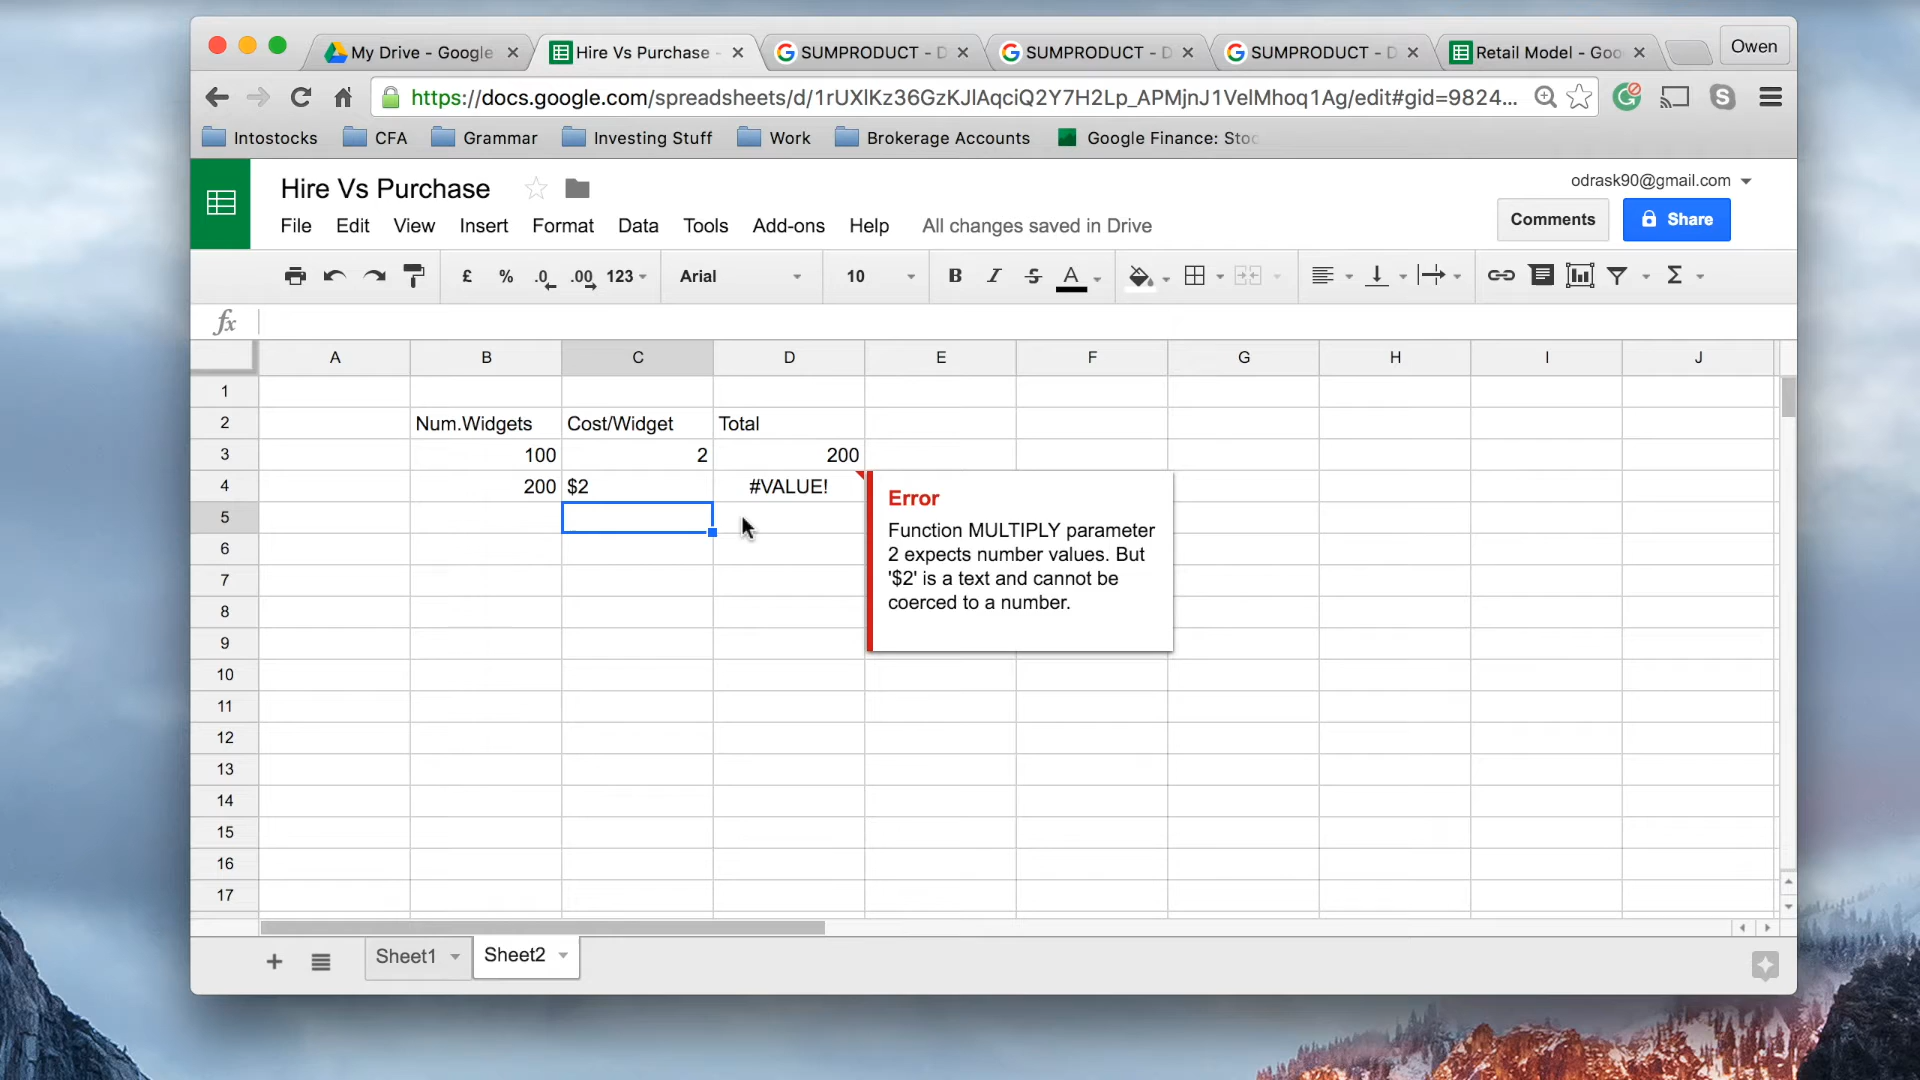 My Drive - Google
Hire Vs Purchase -
SUMPRODUCT - D
SUMPRODUCT - D
SUMPRODUCT - D
Retail Model - Goo
Owen
https://docs.google.com/spreadsheets/d/1rUXlKz36GzKJlAqciQ2Y7H2Lp_APMjnJ1VelMhoq1Ag/edit#gid=9824...
Intostocks
CFA
Grammar
Investing Stuff
Work
Brokerage Accounts
Google Finance: Stoc
Hire Vs Purchase
odrask90@gmail.com
File Edit View Insert Format Data Tools Add-ons Help All changes saved in Drive
Comments
Share
£ % .0 .00 123 Arial 10 B I S A Σ
fx
A B C D E F G H I J
1
2 Num.Widgets Cost/Widget Total
3 100 2 200
4 200 $2 #VALUE!
Error
Function MULTIPLY parameter
2 expects number values. But
'$2' is a text and cannot be
coerced to a number.
5
6
7
8
9
10
11
12
13
14
15
16
17
Sheet1 Sheet2